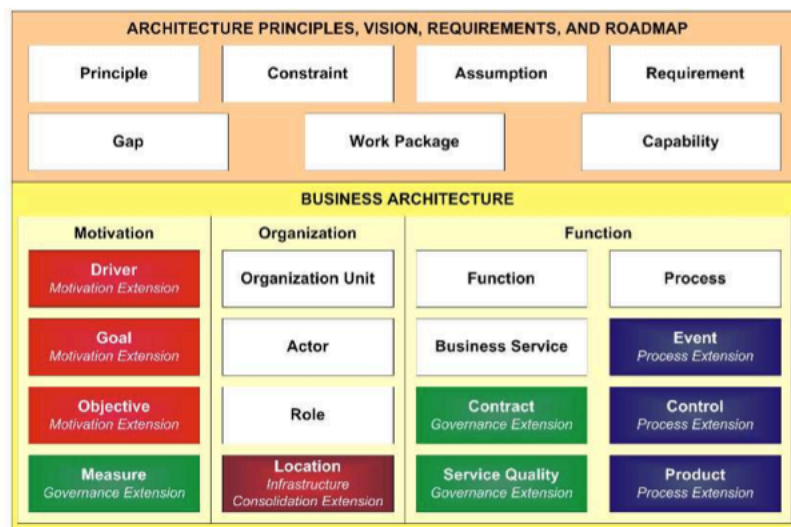 ARCHITECTURE PRINCIPLES, VISION, REQUIREMENTS, AND ROADMAP
Principle
Constraint
Assumption
Requirement
Gap
Work Package
Capability
BUSINESS ARCHITECTURE
Motivation
Driver
Motivation Extension
Goal
Motivation Extension
Objective
Motivation Extension
Measure
Governance Extension
Organization
Organization Unit
Actor
Role
Location
Infrastructure
Consolidation Extension
Function
Function
Process
Business Service
Event
Process Extension
Contract
Governance Extension
Control
Process Extension
Service Quality
Governance Extension
Product
Process Extension